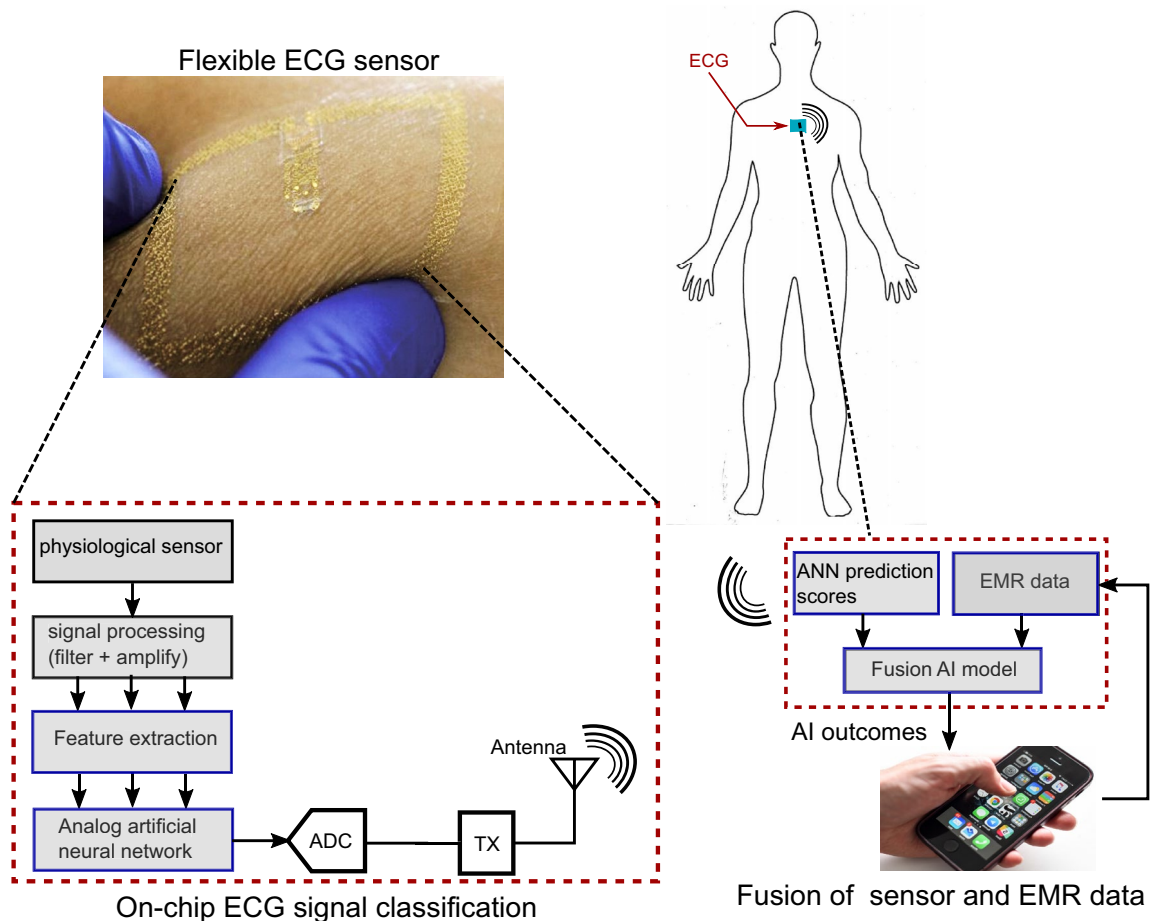 Flexible ECG sensor
ECG
physiological sensor
signal processing
(filter + amplify)
Feature extraction
Analog artificial
neural network
ADC
TX
Antenna
On-chip ECG signal classification
ANN prediction
scores
EMR data
Fusion AI model
AI outcomes
Fusion of sensor and EMR data